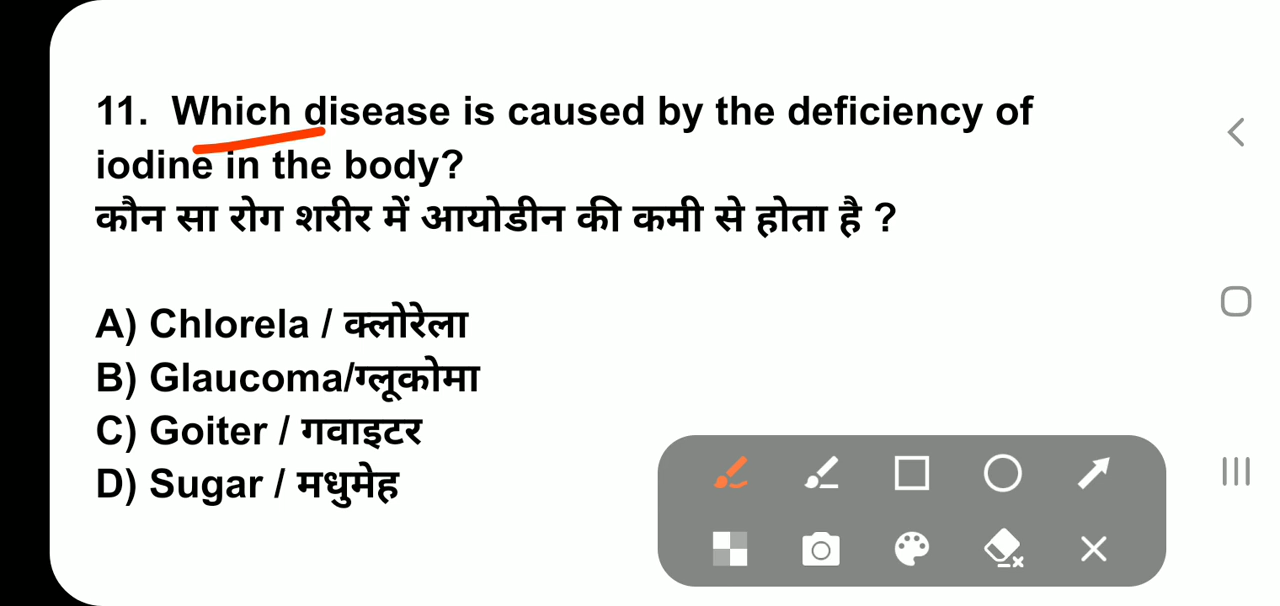 11. Which disease is caused by the deficiency of
iodine in the body?
कौन सा रोग शरीर में आयोडीन की कमी से होता है ?
A) Chlorela / क्लोरेला
B) Glaucoma/ग्लूकोमा
C) Goiter / गवाइटर
D) Sugar / मधुमेह